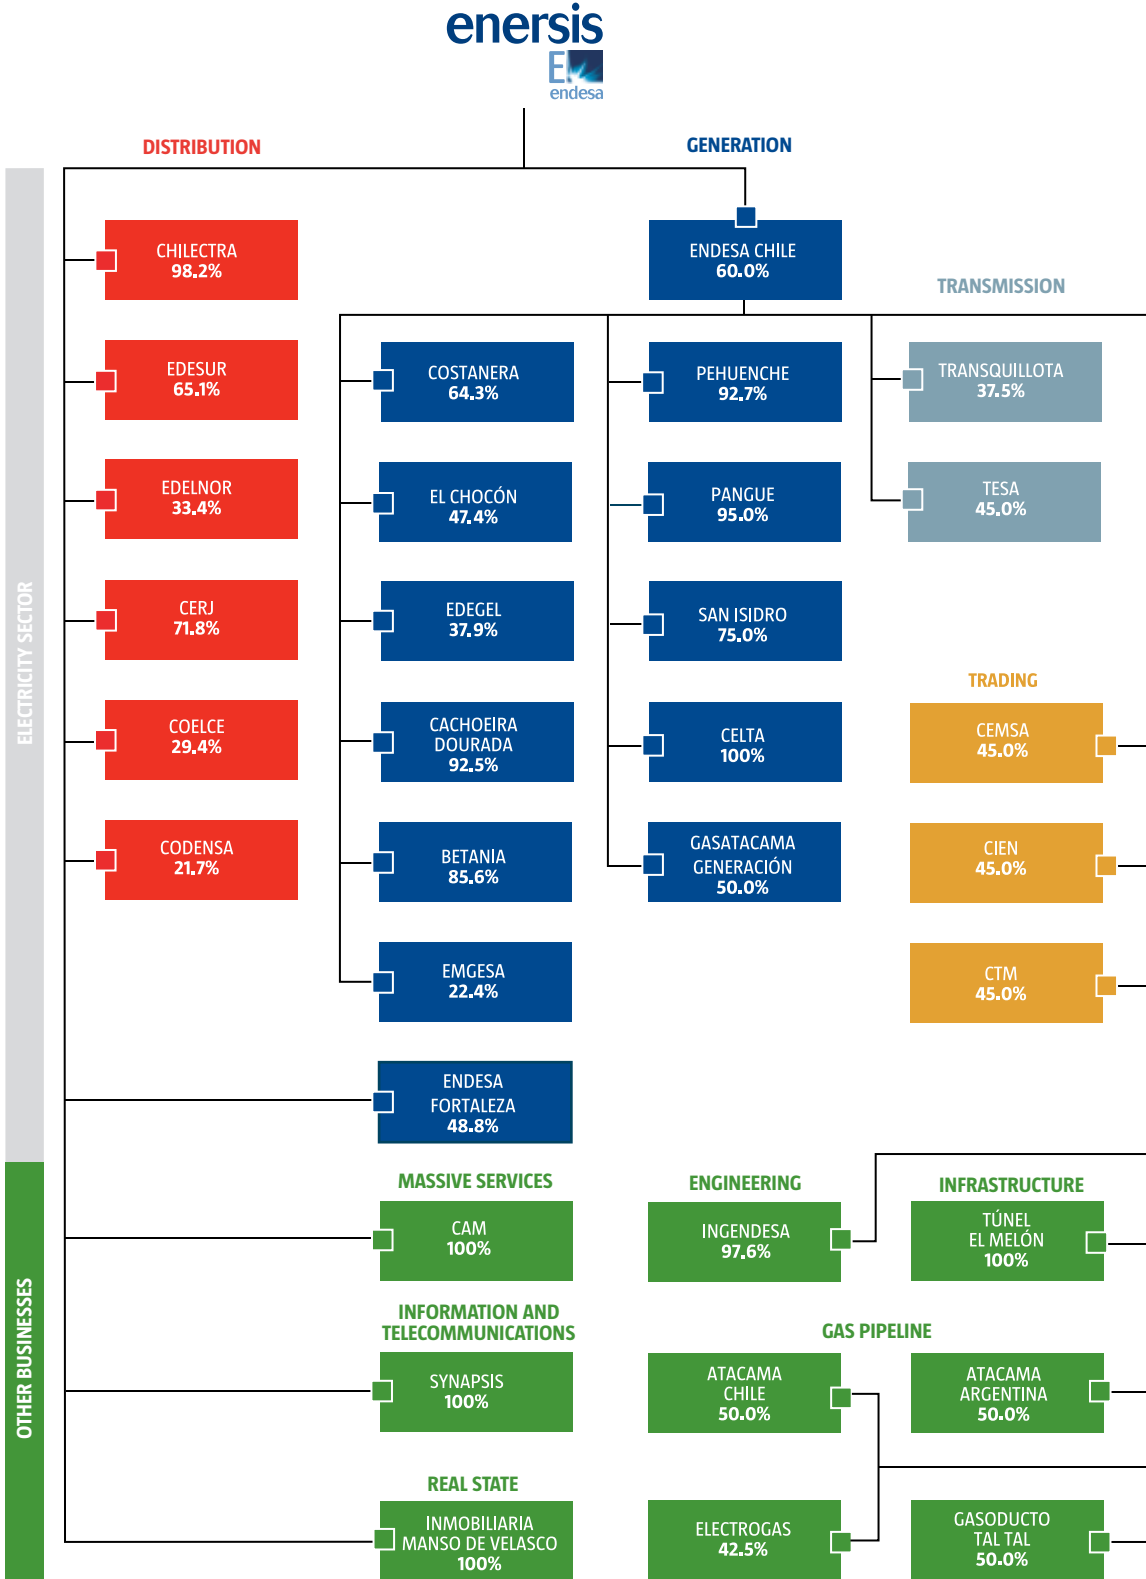 enersis
E
endesa
DISTRIBUTION
GENERATION
CHILECTRA
98.2%
ENDESA CHILE
60.0%
TRANSMISSION
EDESUR
65.1%
COSTANERA
64.3%
PEHUENCHE
92.7%
TRANSQUILLOTA
37.5%
EDELNOR
33.4%
EL CHOCÓN
47.4%
PANGUE
95.0%
TESA
45.0%
ELECTRICITY SECTOR
CERJ
71.8%
EDEGEL
37.9%
SAN ISIDRO
75.0%
TRADING
COELCE
29.4%
CACHOEIRA
DOURADA
92.5%
CELTA
100%
CEMSA
45.0%
CODENSA
21.7%
BETANIA
85.6%
GASATACAMA
GENERACIÓN
50.0%
CIEN
45.0%
EMGESA
22.4%
CTM
45.0%
ENDESA
FORTALEZA
48.8%
OTHER BUSINESSES
MASSIVE SERVICES
ENGINEERING
INFRASTRUCTURE
CAM
100%
INGENDESA
97.6%
TÚNEL
EL MELÓN
100%
INFORMATION AND
TELECOMMUNICATIONS
GAS PIPELINE
SYNAPSIS
100%
ATACAMA
CHILE
50.0%
ATACAMA
ARGENTINA
50.0%
REAL STATE
INMOBILIARIA
MANSO DE VELASCO
100%
ELECTROGAS
42.5%
GASODUCTO
TAL TAL
50.0%